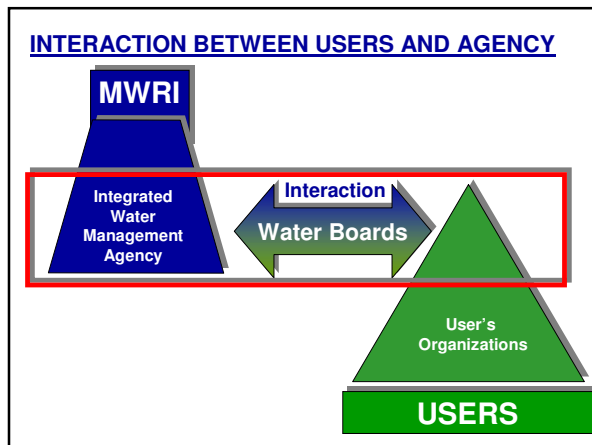 INTERACTION BETWEEN USERS AND AGENCY
MWRI
Integrated
Water
Management
Agency
Interaction
Water Boards
User's
Organizations
USERS